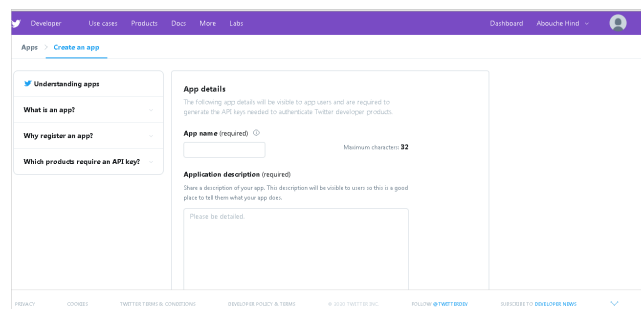 Developer Use cases Products Docs More Labs Dashboard Abouche Hind
Apps > Create an app
Understanding apps
What is an app?
Why register an app?
Which products require an API key?
App details
The following app details will be visible to app users and are required to
generate the API keys needed to authenticate Twitter developer products.
App name (required)
Maximum characters 32
Application description (required)
Share a description of your app. This description will be visible to users so this is a good
place to tell them what your app does.
Please be detailed.
PRIVACY COOKIES TWITTER TERMS & CONDITIONS DEVELOPER POLICY & TERMS © 2020 TWITTER INC. FOLLOW @TWITTERDEV SUBSCRIBE TO DEVELOPER NEWS